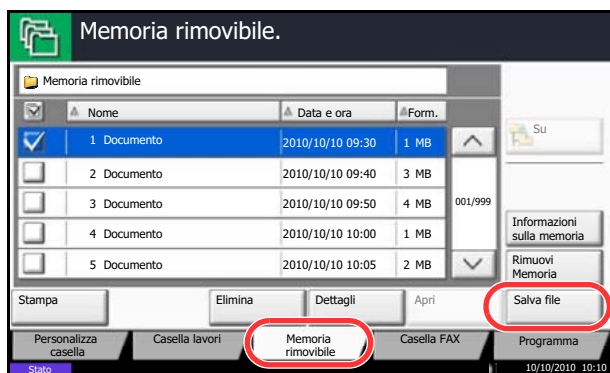 Memoria rimovibile.
Memoria rimovibile
Nome Data e ora Form.
1 Documento 2010/10/10 09:30 1 MB
Su
2 Documento 2010/10/10 09:40 3 MB
3 Documento 2010/10/10 09:50 4 MB
001/999
4 Documento 2010/10/10 10:00 1 MB
Informazioni
sulla memoria
5 Documento 2010/10/10 10:05 2 MB
Rimuovi
Memoria
Stampa Elimina Dettagli Apri Salva file
Personalizza
casella
Casella lavori
Memoria
rimovibile
Casella FAX
Programma
Stato 10/10/2010 10:10